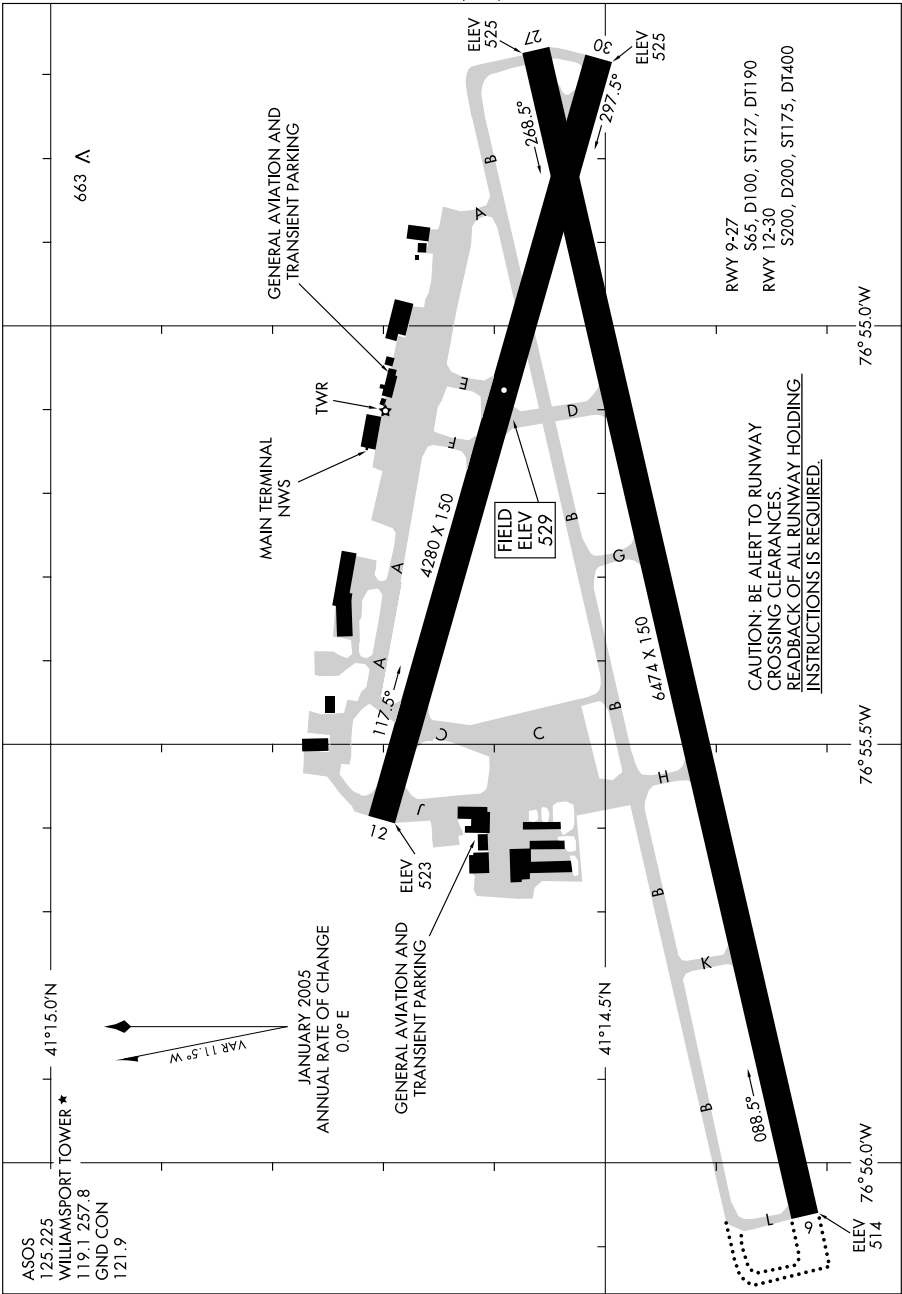 ASOS
125.225
WILLIAMSPORT TOWER ★
119.1 257.8
GND CON
121.9
VAR 11.5° W
JANUARY 2005
ANNUAL RATE OF CHANGE
0.0° E
41°15.0'N
663
MAIN TERMINAL
NWS
TWR
GENERAL AVIATION AND
TRANSIENT PARKING
ELEV
525
27
30
ELEV
525
268.5°
297.5°
B
A
E
F
D
A
4280 X 150
FIELD
ELEV
529
B
G
A
117.5°
C
C
B
6474 X 150
H
12
J
ELEV
523
GENERAL AVIATION AND
TRANSIENT PARKING
B
K
41°14.5'N
B
088.5°
L
9
ELEV
514
RWY 9-27
S65, D100, ST127, DT190
RWY 12-30
S200, D200, ST175, DT400
CAUTION: BE ALERT TO RUNWAY
CROSSING CLEARANCES.
READBACK OF ALL RUNWAY HOLDING
INSTRUCTIONS IS REQUIRED.
76°56.0'W
76°55.5'W
76°55.0'W